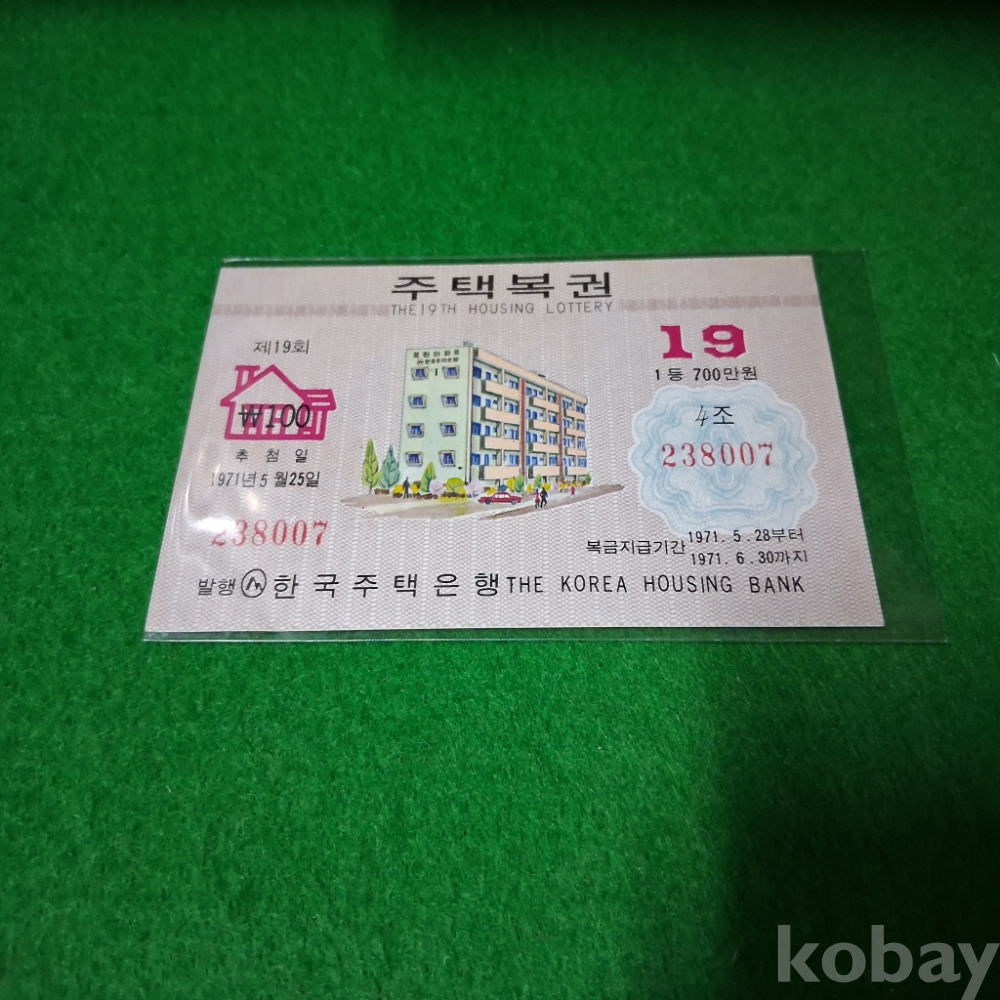 주택복권
THE 19TH HOUSING LOTTERY
제19회
19
1등 700만원
₩100
4조
238007
추첨일
1971년 5월 25일
238007
복금지급기간 1971. 5. 28부터
1971. 6. 30까지
발행 한국주택은행 THE KOREA HOUSING BANK
kobay